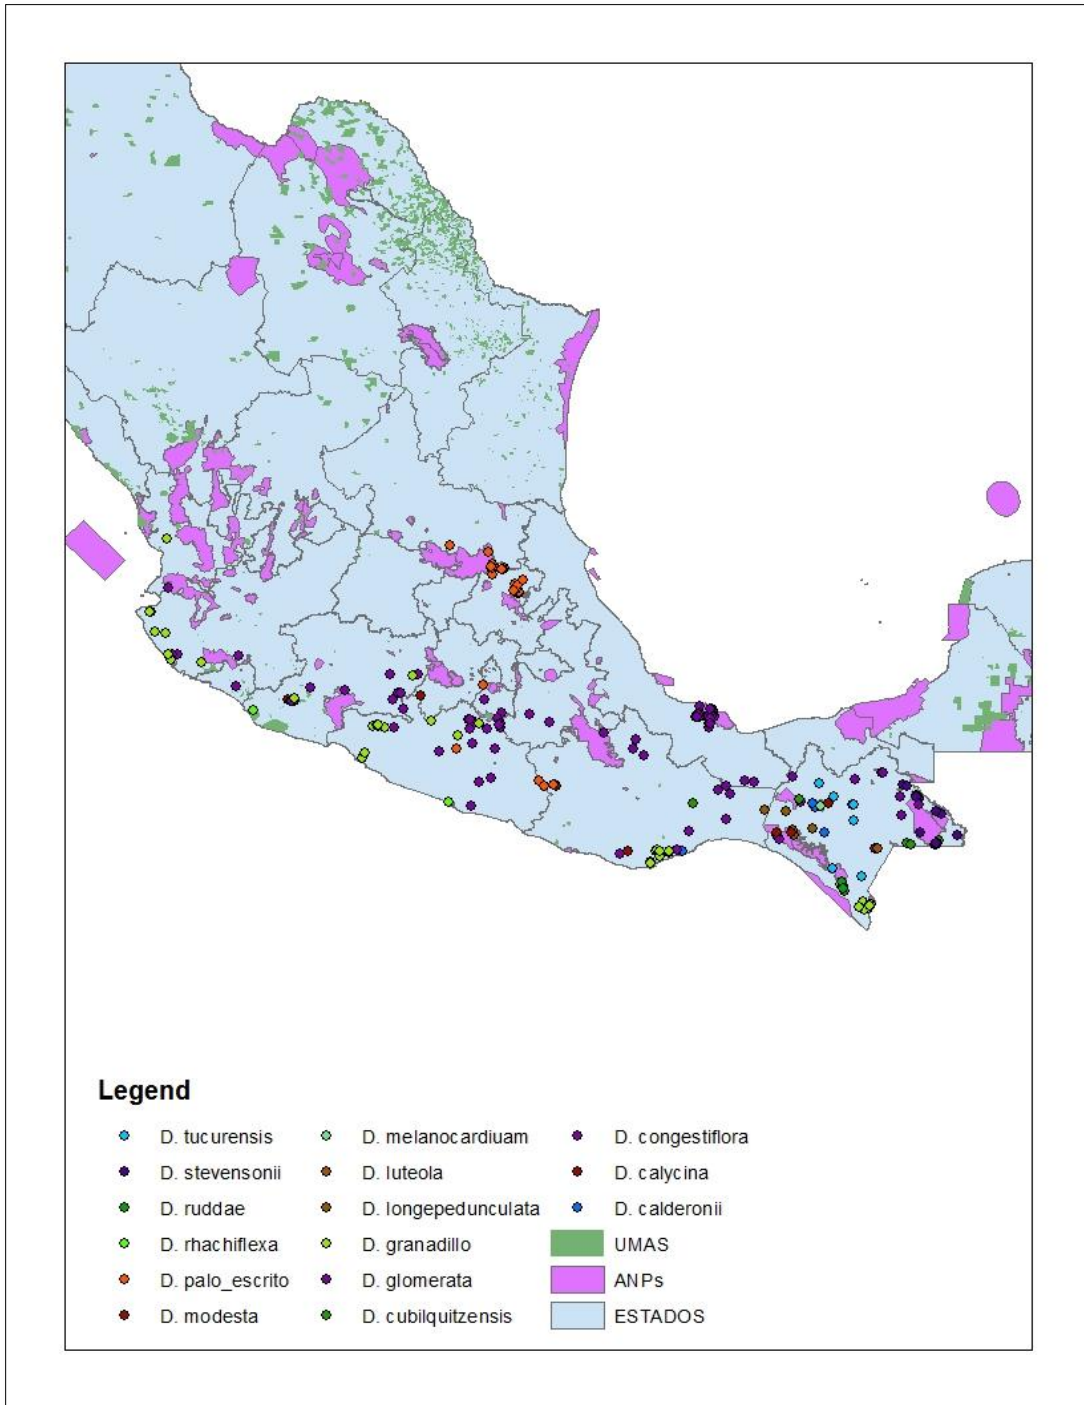 Legend
D. tucurensis
D. stevensonii
D. ruddae
D. rhachiflexa
D. palo_escrito
D. modesta
D. melanocardiuam
D. luteola
D. longepedunculata
D. granadillo
D. glomerata
D. cubilquitzensis
D. congestiflora
D. calycina
D. calderonii
UMAS
ANPs
ESTADOS